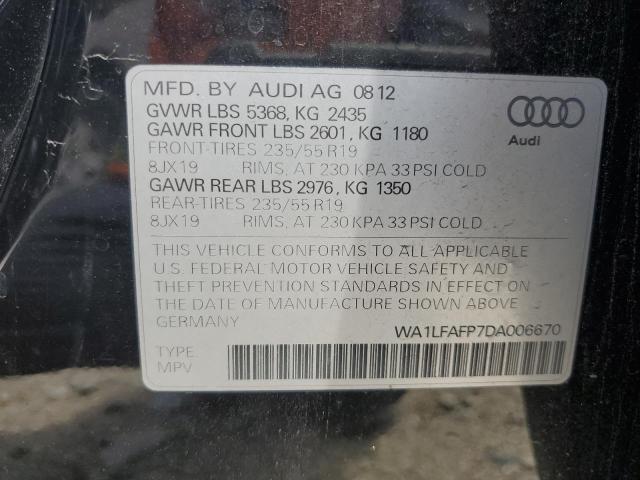 MFD. BY AUDI AG 08 12
GVWR LBS 5368, KG 2435
GAWR FRONT LBS 2601, KG 1180
FRONT-TIRES 235/55 R19
8JX19 RIMS, AT 230 KPA 33 PSI COLD
GAWR REAR LBS 2976, KG 1350
REAR-TIRES 235/55 R19
8JX19 RIMS, AT 230 KPA 33 PSI COLD
Audi
THIS VEHICLE CONFORMS TO ALL APPLICABLE
U.S. FEDERAL MOTOR VEHICLE SAFETY AND
THEFT PREVENTION STANDARDS IN EFFECT ON
THE DATE OF MANUFACTURE SHOWN ABOVE
GERMANY
WA1LFAFP7DA006670
TYPE:
MPV